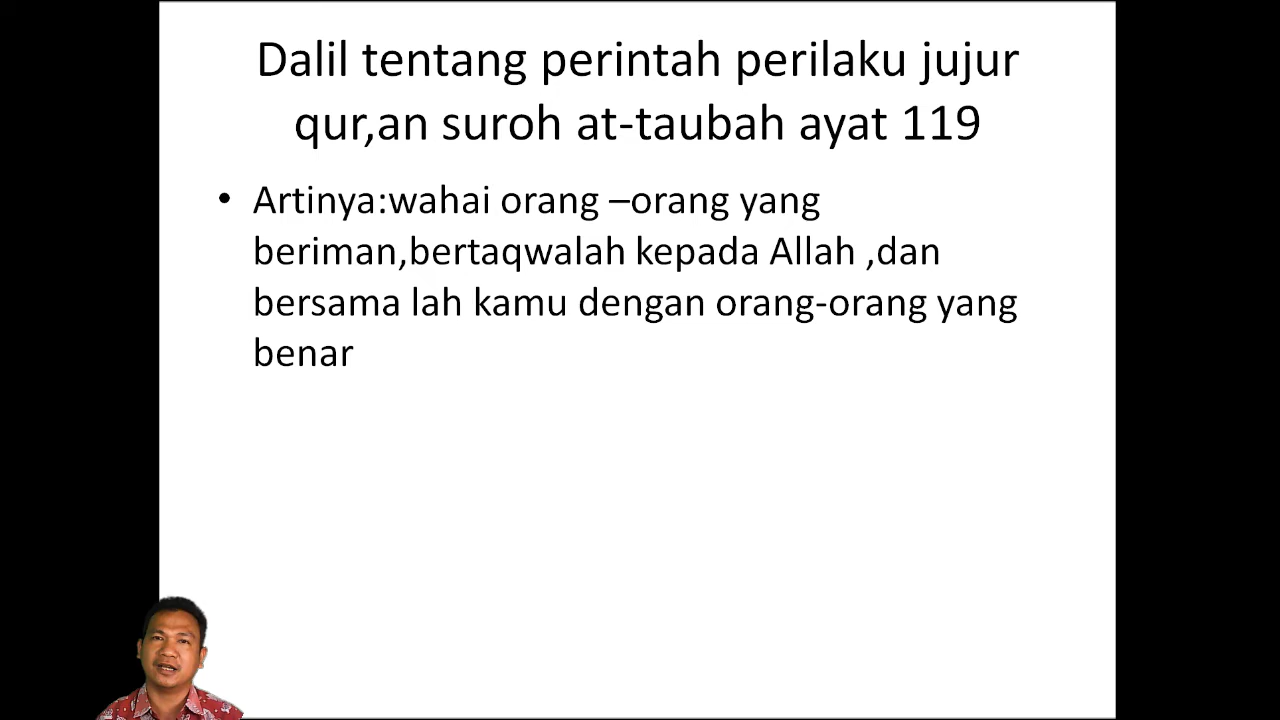 Dalil tentang perintah perilaku jujur
qur,an suroh at-taubah ayat 119
• Artinya:wahai orang –orang yang
beriman,bertaqwalah kepada Allah ,dan
bersama lah kamu dengan orang-orang yang
benar